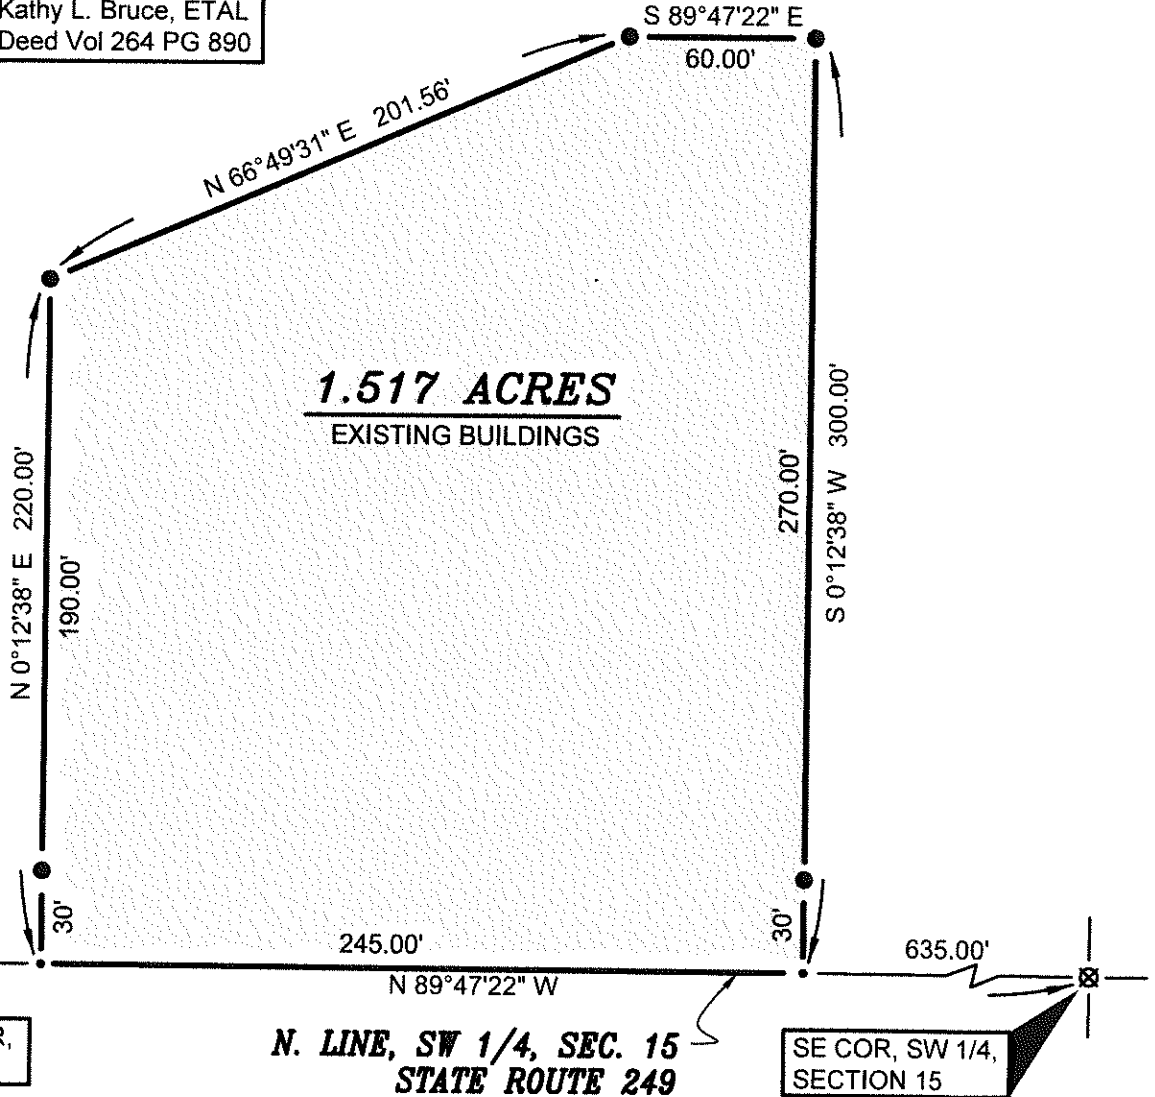 Kathy L. Bruce, ETAL
Deed Vol 264 PG 890
S 89°47'22" E
60.00'
N 66°49'31" E 201.56'
1.517 ACRES
EXISTING BUILDINGS
N 0°12'38" E 220.00'
190.00'
270.00'
S 0°12'38" W 300.00'
30'
30'
245.00'
N 89°47'22" W
635.00'
R,
N. LINE, SW 1/4, SEC. 15
STATE ROUTE 249
SE COR, SW 1/4,
SECTION 15